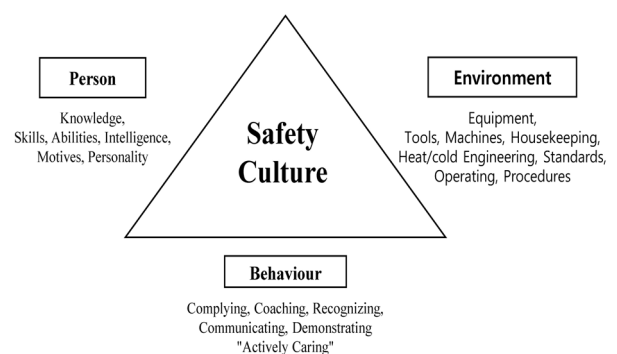 Person
Knowledge,
Skills, Abilities, Intelligence,
Motives, Personality
Safety
Culture
Environment
Equipment,
Tools, Machines, Housekeeping,
Heat/cold Engineering, Standards,
Operating, Procedures
Behaviour
Complying, Coaching, Recognizing,
Communicating, Demonstrating
"Actively Caring"